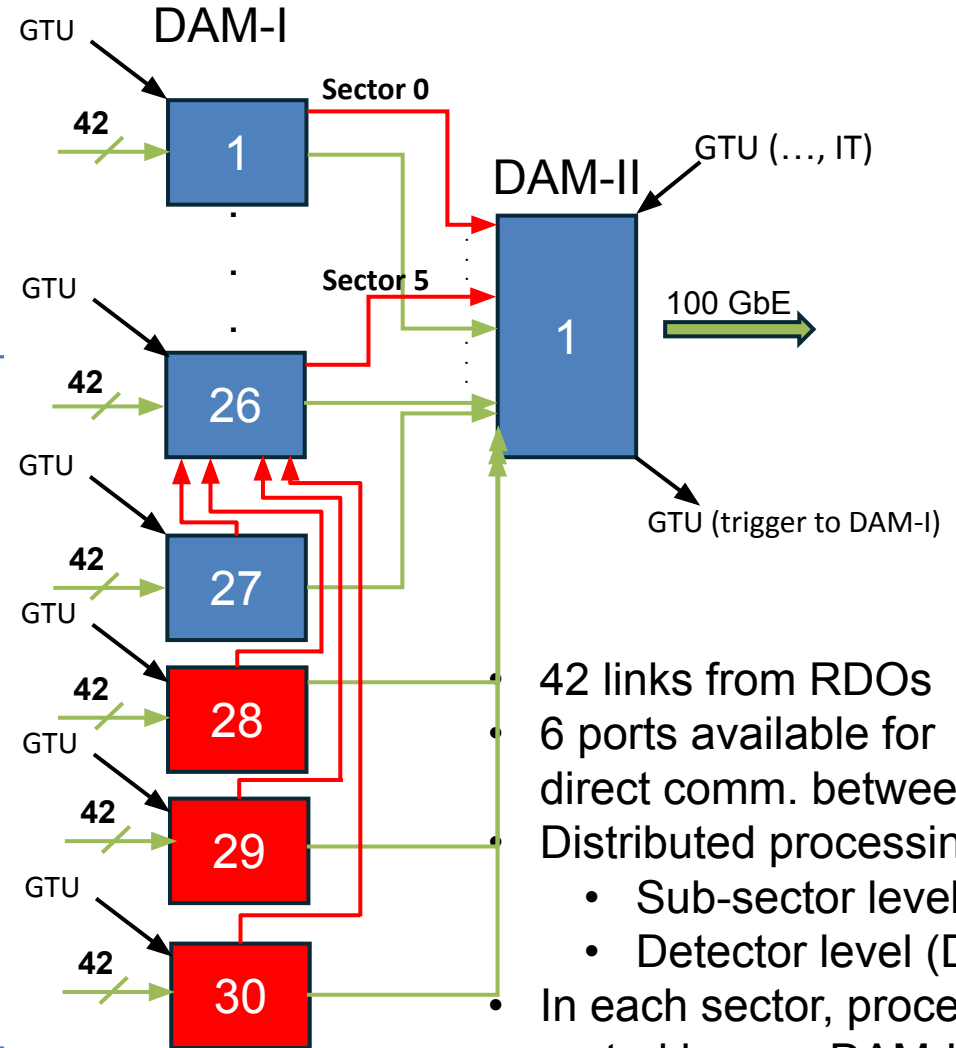 DAM-I
GTU
Sector 0
42
1
GTU (…, IT)
DAM-II
.
.
.
GTU
Sector 5
100 GbE
1
42
26
GTU
GTU (trigger to DAM-I)
42
27
GTU
42 links from RDOs
42
28
6 ports available for
GTU
direct comm. betwee
42
29
Distributed processin
GTU
• Sub-sector level
• Detector level (D
42
30
• In each sector, proce